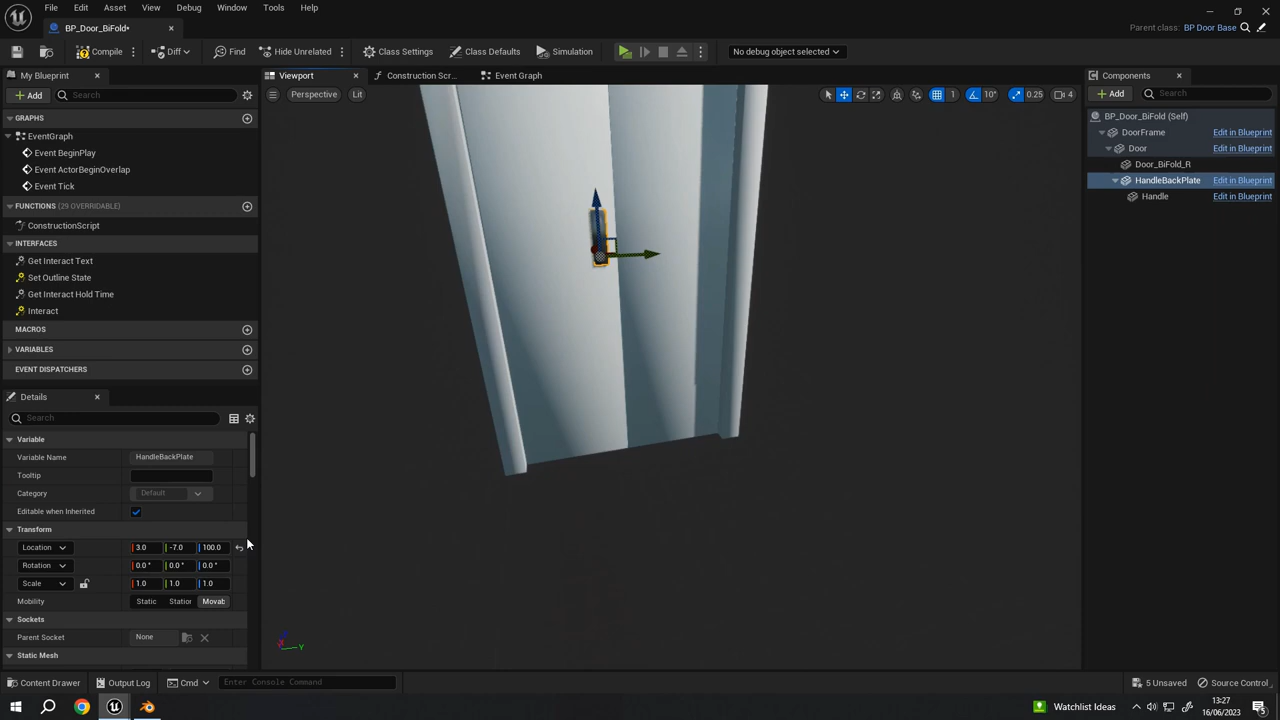 File Edit Asset View Debug Window Tools Help
BP_Door_BiFold*
Parent class: BP Door Base
Compile Diff Find Hide Unrelated Class Settings Class Defaults Simulation No debug object selected
My Blueprint
Add Search
GRAPHS
EventGraph
Event BeginPlay
Event ActorBeginOverlap
Event Tick
FUNCTIONS (29 OVERRIDABLE)
ConstructionScript
INTERFACES
Get Interact Text
Set Outline State
Get Interact Hold Time
Interact
MACROS
VARIABLES
EVENT DISPATCHERS
Details
Search
Variable
Variable Name HandleBackPlate
Tooltip
Category Default
Editable when Inherited
Transform
Location 3.0 -7.0 100.0
Rotation 0.0 ° 0.0 ° 0.0 °
Scale 1.0 1.0 1.0
Mobility Static Station Movab
Sockets
Parent Socket None
Static Mesh
Viewport Construction Scr... Event Graph
Perspective Lit 1 10° 0.25 4
X Y
Components
Add Search
BP_Door_BiFold (Self)
DoorFrame Edit in Blueprint
Door Edit in Blueprint
Door_BiFold_R
HandleBackPlate Edit in Blueprint
Handle Edit in Blueprint
Content Drawer Output Log Cmd Enter Console Command 5 Unsaved Source Control
Watchlist Ideas 13:27
16/06/2023